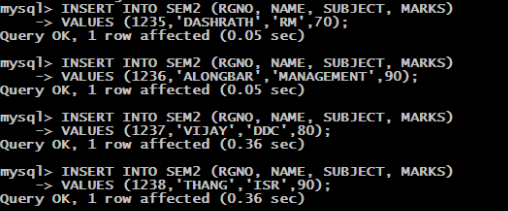 mysql> INSERT INTO SEM2 (RGNO, NAME, SUBJECT, MARKS)
-> VALUES (1235,'DASHRATH','RM',70);
Query OK, 1 row affected (0.05 sec)
mysql> INSERT INTO SEM2 (RGNO, NAME, SUBJECT, MARKS)
-> VALUES (1236,'ALONGBAR','MANAGEMENT',90);
Query OK, 1 row affected (0.05 sec)
mysql> INSERT INTO SEM2 (RGNO, NAME, SUBJECT, MARKS)
-> VALUES (1237,'VIJAY','DDC',80);
Query OK, 1 row affected (0.36 sec)
mysql> INSERT INTO SEM2 (RGNO, NAME, SUBJECT, MARKS)
-> VALUES (1238,'THANG','ISR',90);
Query OK, 1 row affected (0.36 sec)